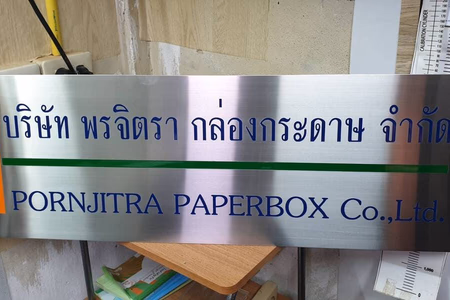 บริษัท พรจิตรา กล่องกระดาษ จำกัด
PORNJITRA PAPERBOX Co.,Ltd.